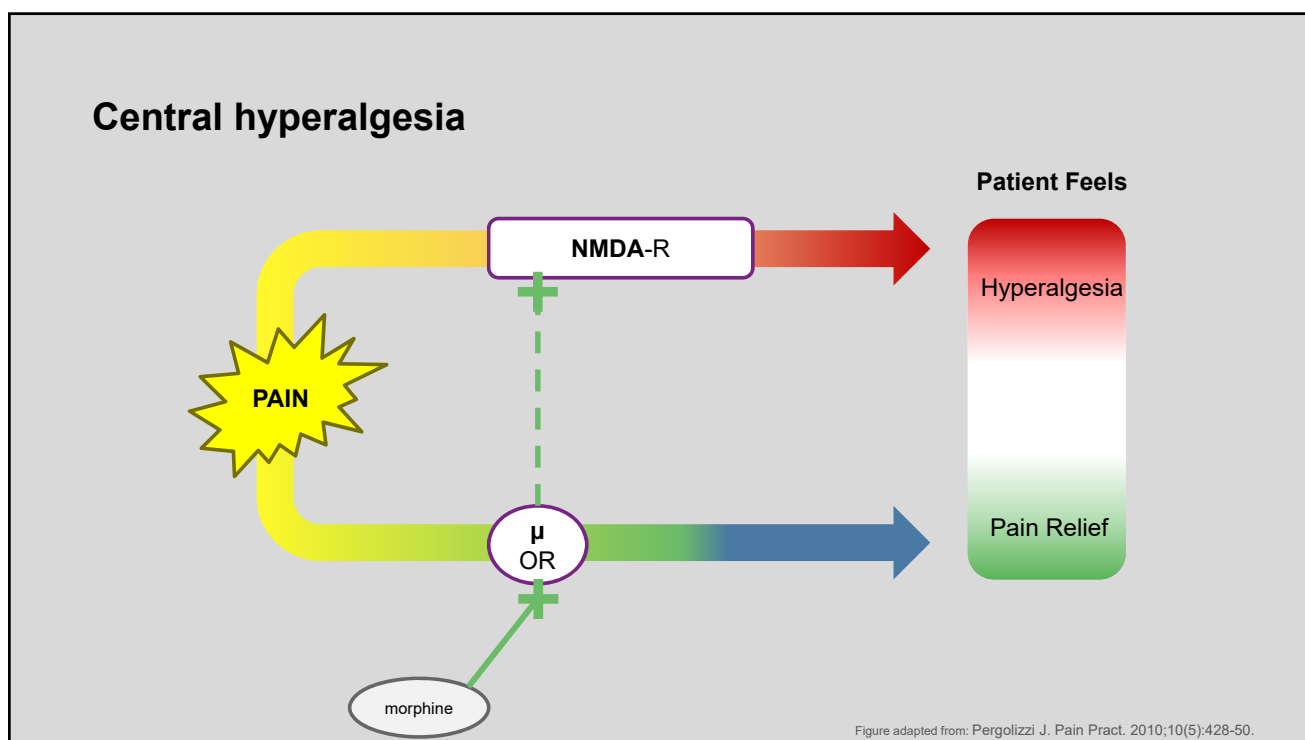 Central hyperalgesia
Patient Feels
NMDA-R
Hyperalgesia
PAIN
µ
OR
Pain Relief
morphine
Figure adapted from: Pergolizzi J. Pain Pract. 2010;10(5):428-50.